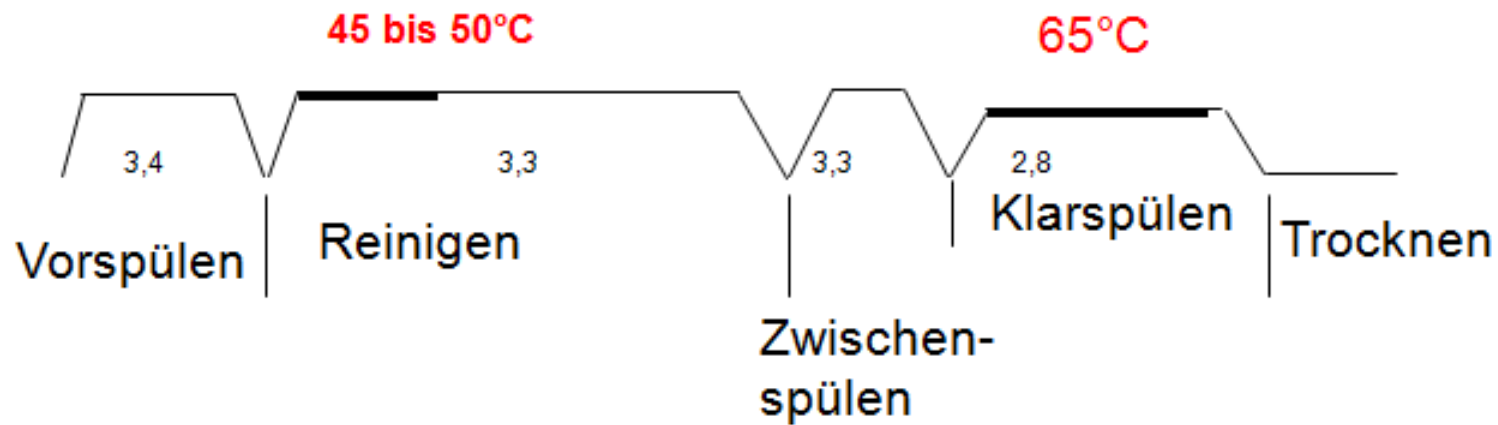 45 bis 50°C
65°C
3,4
3,3
3,3
2,8
Vorspülen
Reinigen
Zwischen-
spülen
Klarspülen
Trocknen